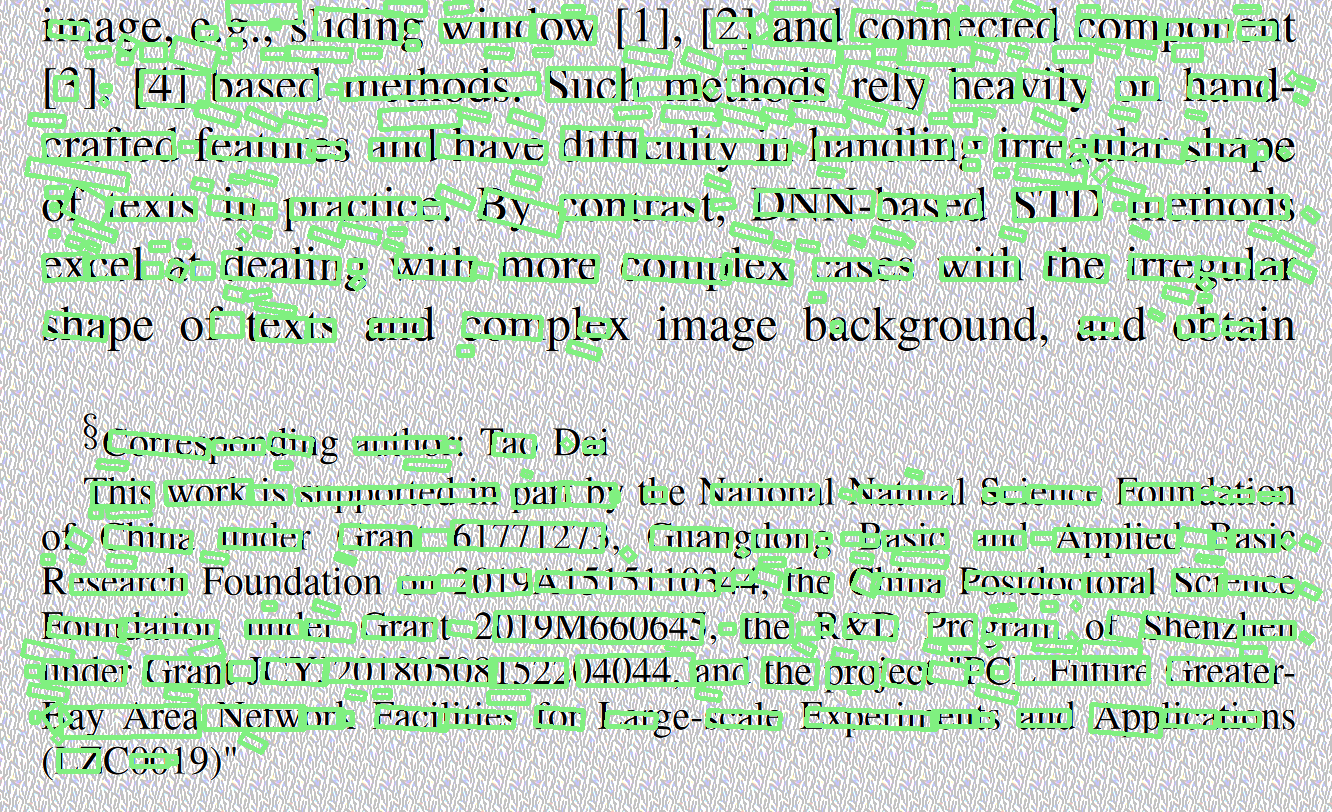 image, e.g., sliding window [1], [2] and connected component
[3], [4] based methods. Such methods rely heavily on hand-
crafted features and have difficulty in handling irregular shape
of texts in practice. By contrast, DNN-based STD methods
excel at dealing with more complex cases with the irregular
shape of texts and complex image background, and obtain
§Corresponding author: Tao Dai
This work is supported in part by the National Natural Science Foundation
of China under Grant 61771273, Guangdong Basic and Applied Basic
Research Foundation on 2019A1515110344, the China Postdoctoral Science
Foundation under Grant 2019M660645, the R&D Program of Shenzhen
under Grant JCYJ20180508152204044, and the project "PCL Future Greater-
Bay Area Network Facilities for Large-scale Experiments and Applications
(LZC0019)"